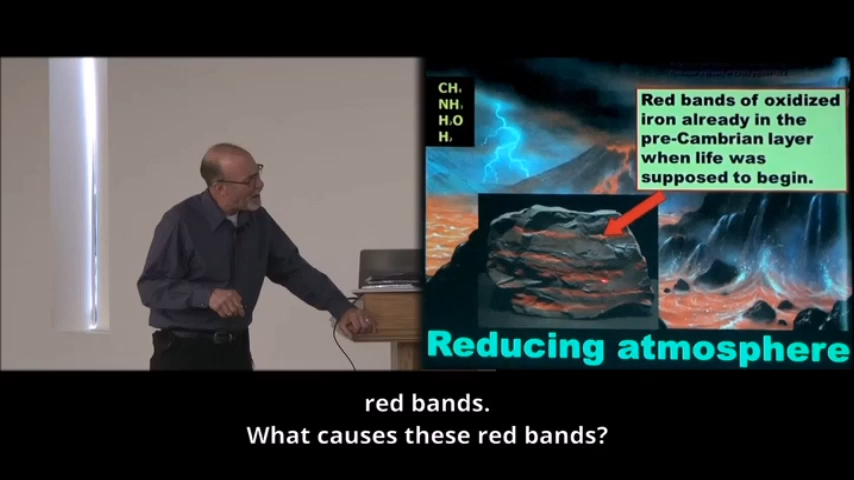 CH₄
NH₃
H₂O
H₂
Red bands of oxidized
iron already in the
pre-Cambrian layer
when life was
supposed to begin.
Reducing atmosphere
red bands.
What causes these red bands?